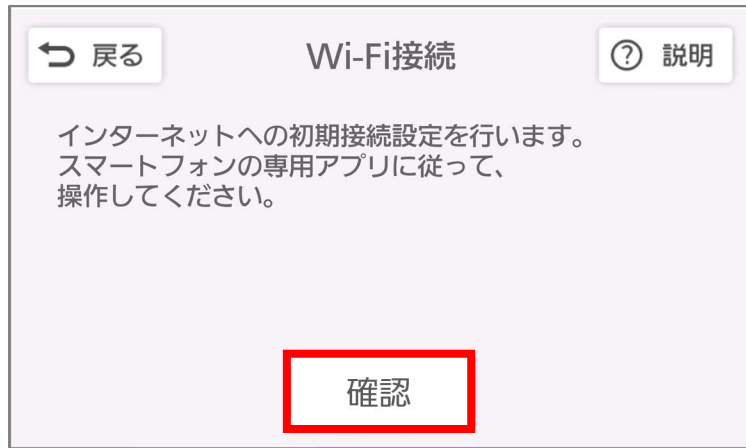 戻る
Wi-Fi接続
? 説明
インターネットへの初期接続設定を行います。
スマートフォンの専用アプリに従って、
操作してください。
確認